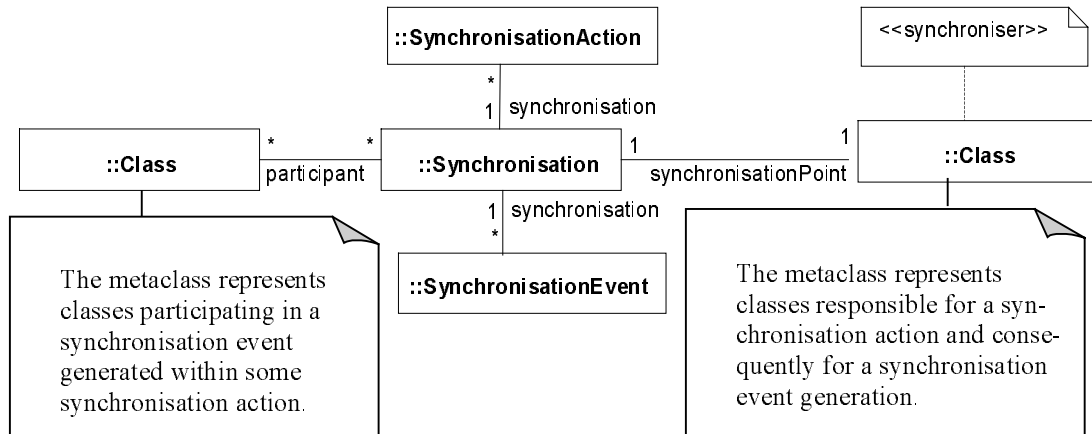 ::SynchronisationAction
<<synchroniser>>
*
1 synchronisation
::Class
*
*
participant
::Synchronisation
1
1
synchronisationPoint
::Class
1 synchronisation
*
::SynchronisationEvent
The metaclass represents
classes participating in a
synchronisation event
generated within some
synchronisation action.
The metaclass represents
classes responsible for a syn-
chronisation action and conse-
quently for a synchronisation
event generation.